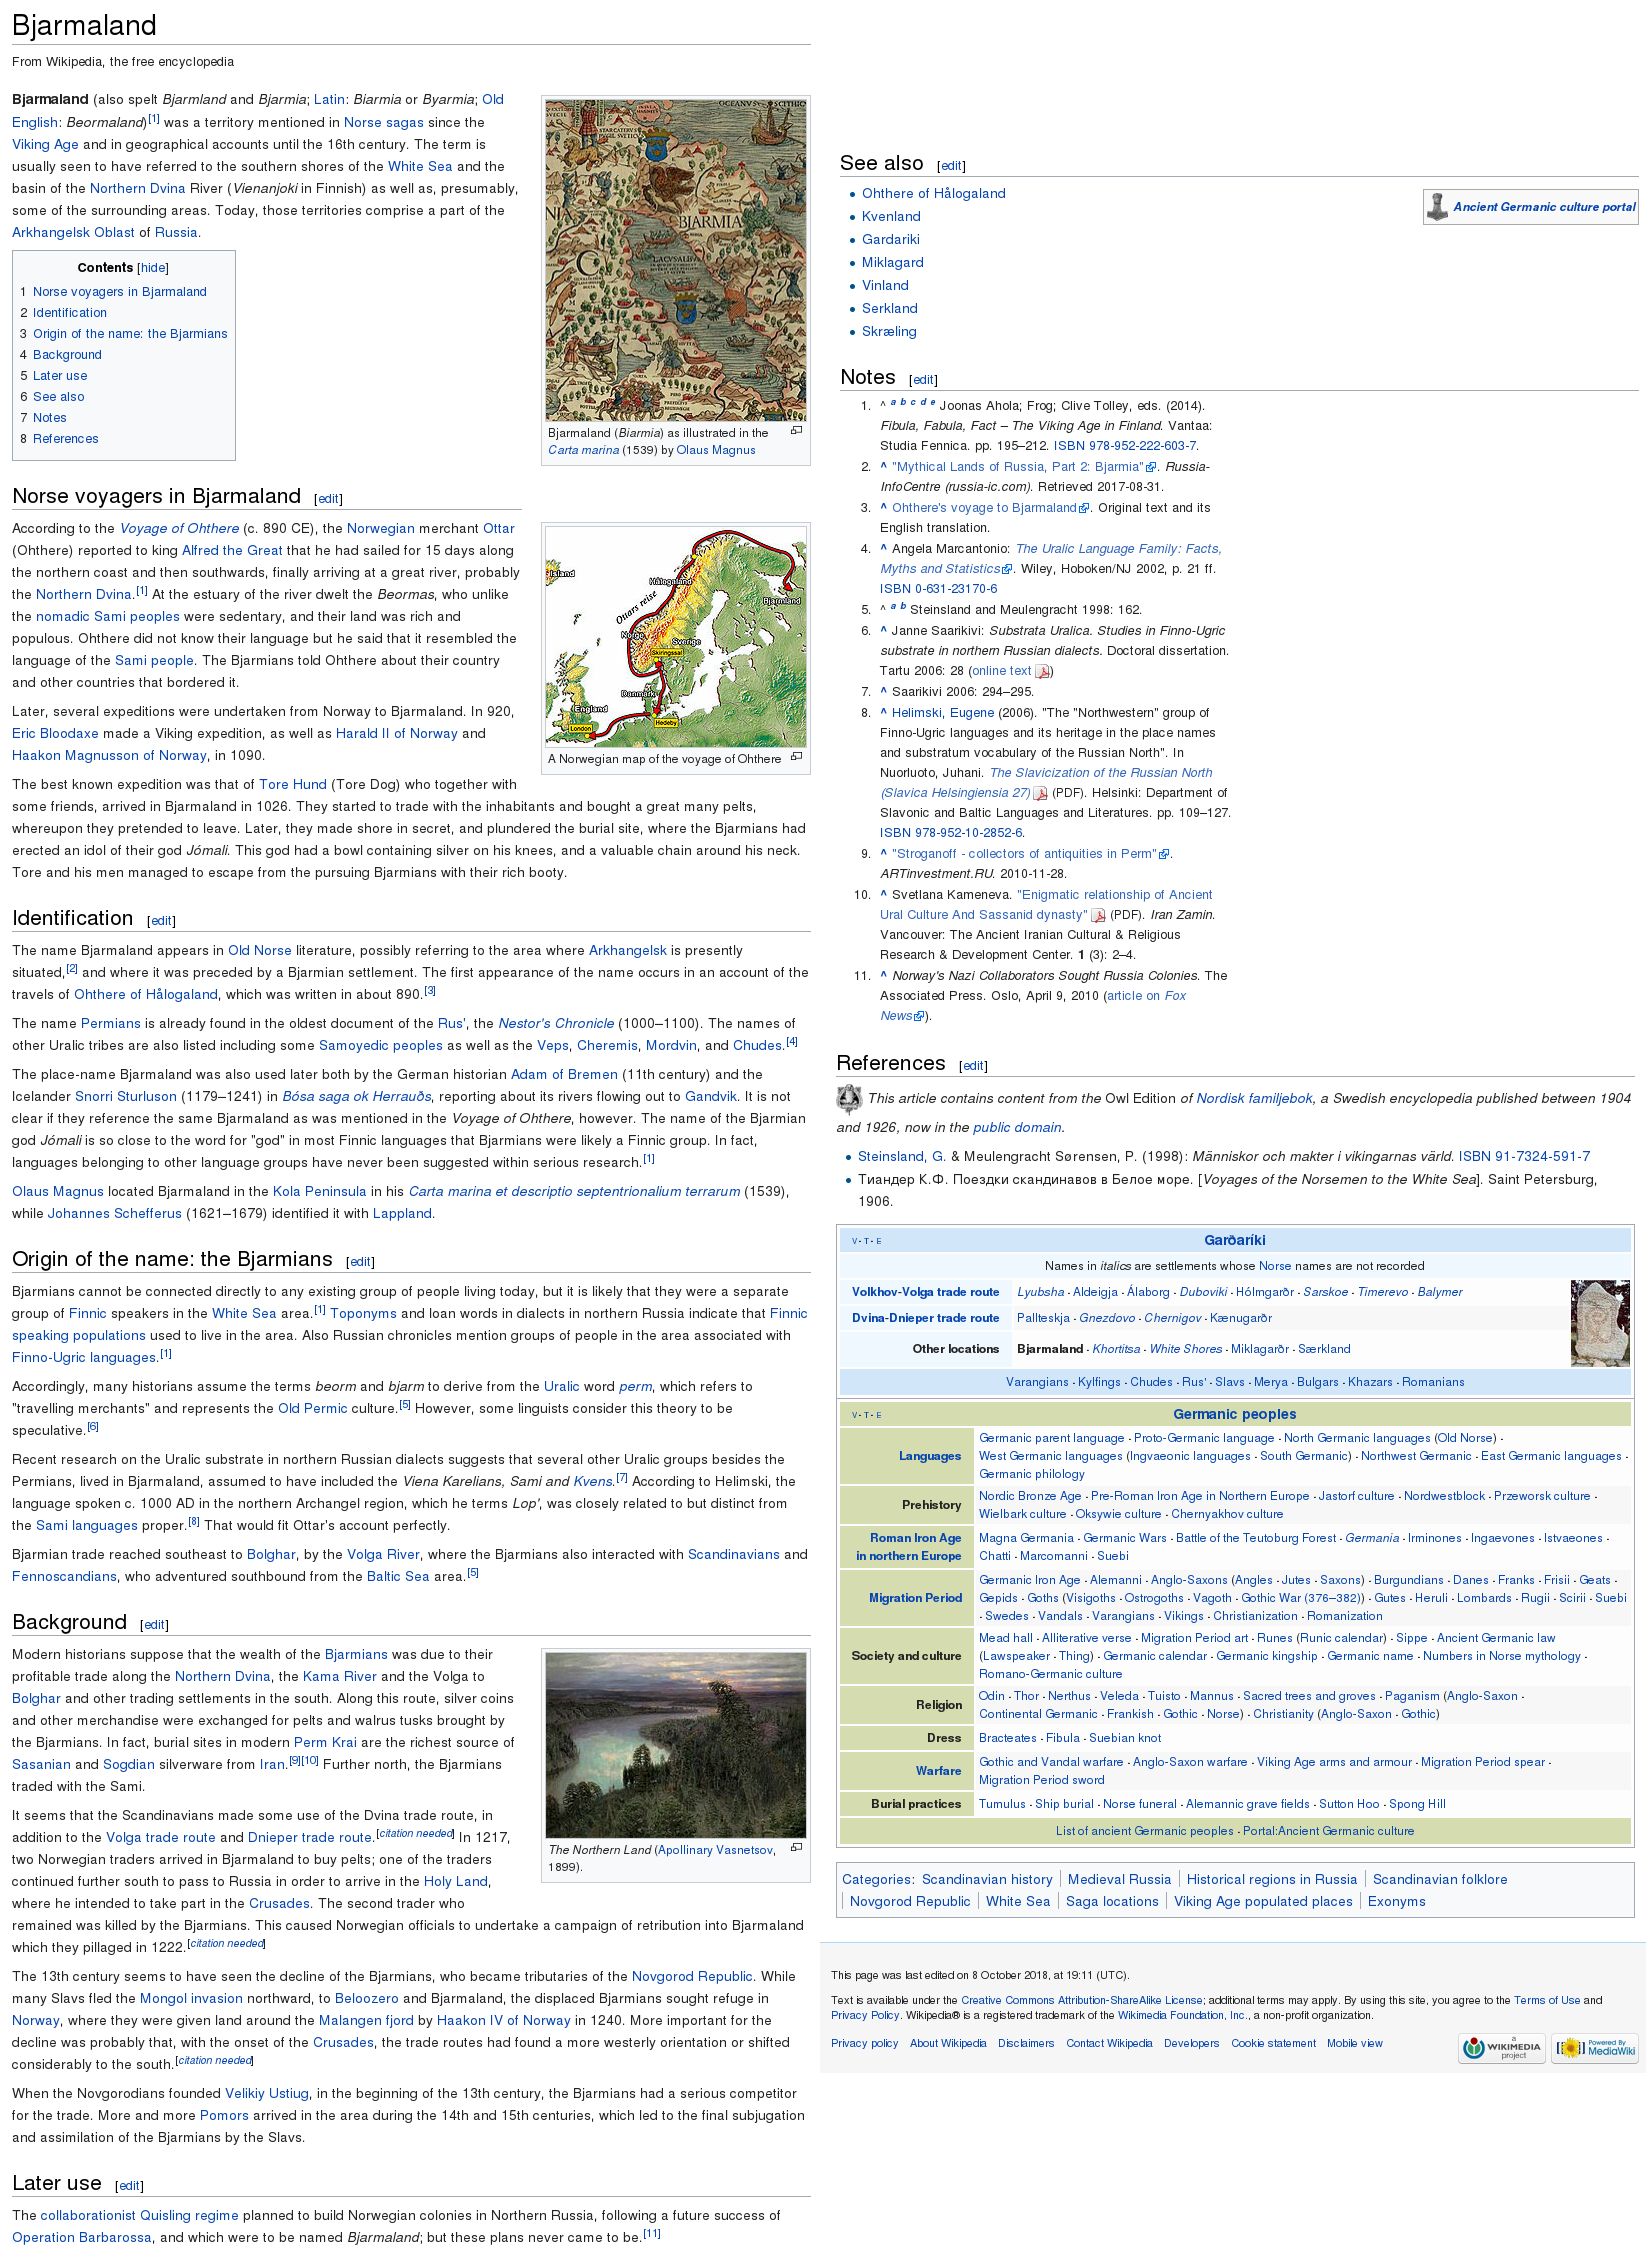 Bjarmaland
From Wikipedia, the free encyclopedia
Bjarmaland (also spelt Bjarmland and Bjarmia; Latin: Biarmia or Byarmia; Old
English: Beormaland)[1] was a territory mentioned in Norse sagas since the
Viking Age and in geographical accounts until the 16th century. The term is
usually seen to have referred to the southern shores of the White Sea and the
basin of the Northern Dvina River (Vienanjoki in Finnish) as well as, presumably,
some of the surrounding areas. Today, those territories comprise a part of the
Arkhangelsk Oblast of Russia.
OCEANVS SCITHIC
STARCATERVS
BIARMIA
LACVS ALBVS
Bjarmaland (Biarmia) as illustrated in the
Carta marina (1539) by Olaus Magnus
Contents [hide]
1 Norse voyagers in Bjarmaland
2 Identification
3 Origin of the name: the Bjarmians
4 Background
5 Later use
6 See also
7 Notes
8 References
Norse voyagers in Bjarmaland [edit]
According to the Voyage of Ohthere (c. 890 CE), the Norwegian merchant Ottar
(Ohthere) reported to king Alfred the Great that he had sailed for 15 days along
the northern coast and then southwards, finally arriving at a great river, probably
the Northern Dvina.[1] At the estuary of the river dwelt the Beormas, who unlike
the nomadic Sami peoples were sedentary, and their land was rich and
populous. Ohthere did not know their language but he said that it resembled the
language of the Sami people. The Bjarmians told Ohthere about their country
and other countries that bordered it.
Island
Hålogaland
Bjarmland
Ottars reise
Norge
Sverige
Skiringssal
Danmark
England
London
Hedeby
A Norwegian map of the voyage of Ohthere
Later, several expeditions were undertaken from Norway to Bjarmaland. In 920,
Eric Bloodaxe made a Viking expedition, as well as Harald II of Norway and
Haakon Magnusson of Norway, in 1090.
The best known expedition was that of Tore Hund (Tore Dog) who together with
some friends, arrived in Bjarmaland in 1026. They started to trade with the inhabitants and bought a great many pelts,
whereupon they pretended to leave. Later, they made shore in secret, and plundered the burial site, where the Bjarmians had
erected an idol of their god Jómali. This god had a bowl containing silver on his knees, and a valuable chain around his neck.
Tore and his men managed to escape from the pursuing Bjarmians with their rich booty.
Identification [edit]
The name Bjarmaland appears in Old Norse literature, possibly referring to the area where Arkhangelsk is presently
situated,[2] and where it was preceded by a Bjarmian settlement. The first appearance of the name occurs in an account of the
travels of Ohthere of Hålogaland, which was written in about 890.[3]
The name Permians is already found in the oldest document of the Rus', the Nestor's Chronicle (1000–1100). The names of
other Uralic tribes are also listed including some Samoyedic peoples as well as the Veps, Cheremis, Mordvin, and Chudes.[4]
The place-name Bjarmaland was also used later both by the German historian Adam of Bremen (11th century) and the
Icelander Snorri Sturluson (1179–1241) in Bósa saga ok Herrauðs, reporting about its rivers flowing out to Gandvik. It is not
clear if they reference the same Bjarmaland as was mentioned in the Voyage of Ohthere, however. The name of the Bjarmian
god Jómali is so close to the word for "god" in most Finnic languages that Bjarmians were likely a Finnic group. In fact,
languages belonging to other language groups have never been suggested within serious research.[1]
Olaus Magnus located Bjarmaland in the Kola Peninsula in his Carta marina et descriptio septentrionalium terrarum (1539),
while Johannes Schefferus (1621–1679) identified it with Lappland.
Origin of the name: the Bjarmians [edit]
Bjarmians cannot be connected directly to any existing group of people living today, but it is likely that they were a separate
group of Finnic speakers in the White Sea area.[1] Toponyms and loan words in dialects in northern Russia indicate that Finnic
speaking populations used to live in the area. Also Russian chronicles mention groups of people in the area associated with
Finno-Ugric languages.[1]
Accordingly, many historians assume the terms beorm and bjarm to derive from the Uralic word perm, which refers to
"travelling merchants" and represents the Old Permic culture.[5] However, some linguists consider this theory to be
speculative.[6]
Recent research on the Uralic substrate in northern Russian dialects suggests that several other Uralic groups besides the
Permians, lived in Bjarmaland, assumed to have included the Viena Karelians, Sami and Kvens.[7] According to Helimski, the
language spoken c. 1000 AD in the northern Archangel region, which he terms Lop', was closely related to but distinct from
the Sami languages proper.[8] That would fit Ottar's account perfectly.
Bjarmian trade reached southeast to Bolghar, by the Volga River, where the Bjarmians also interacted with Scandinavians and
Fennoscandians, who adventured southbound from the Baltic Sea area.[5]
Background [edit]
Modern historians suppose that the wealth of the Bjarmians was due to their
profitable trade along the Northern Dvina, the Kama River and the Volga to
Bolghar and other trading settlements in the south. Along this route, silver coins
and other merchandise were exchanged for pelts and walrus tusks brought by
the Bjarmians. In fact, burial sites in modern Perm Krai are the richest source of
Sasanian and Sogdian silverware from Iran.[9][10] Further north, the Bjarmians
traded with the Sami.
The Northern Land (Apollinary Vasnetsov,
1899).
It seems that the Scandinavians made some use of the Dvina trade route, in
addition to the Volga trade route and Dnieper trade route.[citation needed] In 1217,
two Norwegian traders arrived in Bjarmaland to buy pelts; one of the traders
continued further south to pass to Russia in order to arrive in the Holy Land,
where he intended to take part in the Crusades. The second trader who
remained was killed by the Bjarmians. This caused Norwegian officials to undertake a campaign of retribution into Bjarmaland
which they pillaged in 1222.[citation needed]
The 13th century seems to have seen the decline of the Bjarmians, who became tributaries of the Novgorod Republic. While
many Slavs fled the Mongol invasion northward, to Beloozero and Bjarmaland, the displaced Bjarmians sought refuge in
Norway, where they were given land around the Malangen fjord by Haakon IV of Norway in 1240. More important for the
decline was probably that, with the onset of the Crusades, the trade routes had found a more westerly orientation or shifted
considerably to the south.[citation needed]
When the Novgorodians founded Velikiy Ustiug, in the beginning of the 13th century, the Bjarmians had a serious competitor
for the trade. More and more Pomors arrived in the area during the 14th and 15th centuries, which led to the final subjugation
and assimilation of the Bjarmians by the Slavs.
Later use [edit]
The collaborationist Quisling regime planned to build Norwegian colonies in Northern Russia, following a future success of
Operation Barbarossa, and which were to be named Bjarmaland; but these plans never came to be.[11]
See also [edit]
Ancient Germanic culture portal
• Ohthere of Hålogaland
• Kvenland
• Gardariki
• Miklagard
• Vinland
• Serkland
• Skræling
Notes [edit]
1. ^ a b c d e Joonas Ahola; Frog; Clive Tolley, eds. (2014).
Fibula, Fabula, Fact – The Viking Age in Finland. Vantaa:
Studia Fennica. pp. 195–212. ISBN 978-952-222-603-7.
2. ^ "Mythical Lands of Russia, Part 2: Bjarmia". Russia-
InfoCentre (russia-ic.com). Retrieved 2017-08-31.
3. ^ Ohthere's voyage to Bjarmaland. Original text and its
English translation.
4. ^ Angela Marcantonio: The Uralic Language Family: Facts,
Myths and Statistics. Wiley, Hoboken/NJ 2002, p. 21 ff.
ISBN 0-631-23170-6
5. ^ a b Steinsland and Meulengracht 1998: 162.
6. ^ Janne Saarikivi: Substrata Uralica. Studies in Finno-Ugric
substrate in northern Russian dialects. Doctoral dissertation.
Tartu 2006: 28 (online text)
7. ^ Saarikivi 2006: 294–295.
8. ^ Helimski, Eugene (2006). "The "Northwestern" group of
Finno-Ugric languages and its heritage in the place names
and substratum vocabulary of the Russian North". In
Nuorluoto, Juhani. The Slavicization of the Russian North
(Slavica Helsingiensia 27) (PDF). Helsinki: Department of
Slavonic and Baltic Languages and Literatures. pp. 109–127.
ISBN 978-952-10-2852-6.
9. ^ "Stroganoff - collectors of antiquities in Perm".
ARTinvestment.RU. 2010-11-28.
10. ^ Svetlana Kameneva. "Enigmatic relationship of Ancient
Ural Culture And Sassanid dynasty" (PDF). Iran Zamin.
Vancouver: The Ancient Iranian Cultural & Religious
Research & Development Center. 1 (3): 2–4.
11. ^ Norway's Nazi Collaborators Sought Russia Colonies. The
Associated Press. Oslo, April 9, 2010 (article on Fox
News).
References [edit]
This article contains content from the Owl Edition of Nordisk familjebok, a Swedish encyclopedia published between 1904
and 1926, now in the public domain.
• Steinsland, G. & Meulengracht Sørensen, P. (1998): Människor och makter i vikingarnas värld. ISBN 91-7324-591-7
• Тиандер К.Ф. Поездки скандинавов в Белое море. [Voyages of the Norsemen to the White Sea]. Saint Petersburg,
1906.
V · T · E Garðaríki
Names in italics are settlements whose Norse names are not recorded
Volkhov-Volga trade route Lyubsha · Aldeigja · Álaborg · Duboviki · Hólmgarðr · Sarskoe · Timerevo · Balymer
Dvina-Dnieper trade route Pallteskja · Gnezdovo · Chernigov · Kænugarðr
Other locations Bjarmaland · Khortitsa · White Shores · Miklagarðr · Særkland
Varangians · Kylfings · Chudes · Rus' · Slavs · Merya · Bulgars · Khazars · Romanians
V · T · E Germanic peoples
Languages Germanic parent language · Proto-Germanic language · North Germanic languages (Old Norse) ·
West Germanic languages (Ingvaeonic languages · South Germanic) · Northwest Germanic · East Germanic languages ·
Germanic philology
Prehistory Nordic Bronze Age · Pre-Roman Iron Age in Northern Europe · Jastorf culture · Nordwestblock · Przeworsk culture ·
Wielbark culture · Oksywie culture · Chernyakhov culture
Roman Iron Age
in northern Europe Magna Germania · Germanic Wars · Battle of the Teutoburg Forest · Germania · Irminones · Ingaevones · Istvaeones ·
Chatti · Marcomanni · Suebi
Migration Period Germanic Iron Age · Alemanni · Anglo-Saxons (Angles · Jutes · Saxons) · Burgundians · Danes · Franks · Frisii · Geats ·
Gepids · Goths (Visigoths · Ostrogoths · Vagoth · Gothic War (376–382)) · Gutes · Heruli · Lombards · Rugii · Scirii · Suebi
· Swedes · Vandals · Varangians · Vikings · Christianization · Romanization
Society and culture Mead hall · Alliterative verse · Migration Period art · Runes (Runic calendar) · Sippe · Ancient Germanic law
(Lawspeaker · Thing) · Germanic calendar · Germanic kingship · Germanic name · Numbers in Norse mythology ·
Romano-Germanic culture
Religion Odin · Thor · Nerthus · Veleda · Tuisto · Mannus · Sacred trees and groves · Paganism (Anglo-Saxon ·
Continental Germanic · Frankish · Gothic · Norse) · Christianity (Anglo-Saxon · Gothic)
Dress Bracteates · Fibula · Suebian knot
Warfare Gothic and Vandal warfare · Anglo-Saxon warfare · Viking Age arms and armour · Migration Period spear ·
Migration Period sword
Burial practices Tumulus · Ship burial · Norse funeral · Alemannic grave fields · Sutton Hoo · Spong Hill
List of ancient Germanic peoples · Portal:Ancient Germanic culture
Categories: Scandinavian history | Medieval Russia | Historical regions in Russia | Scandinavian folklore
| Novgorod Republic | White Sea | Saga locations | Viking Age populated places | Exonyms
This page was last edited on 8 October 2018, at 19:11 (UTC).
Text is available under the Creative Commons Attribution-ShareAlike License; additional terms may apply. By using this site, you agree to the Terms of Use and
Privacy Policy. Wikipedia® is a registered trademark of the Wikimedia Foundation, Inc., a non-profit organization.
Privacy policy About Wikipedia Disclaimers Contact Wikipedia Developers Cookie statement Mobile view
a WIKIMEDIA project
Powered By MediaWiki